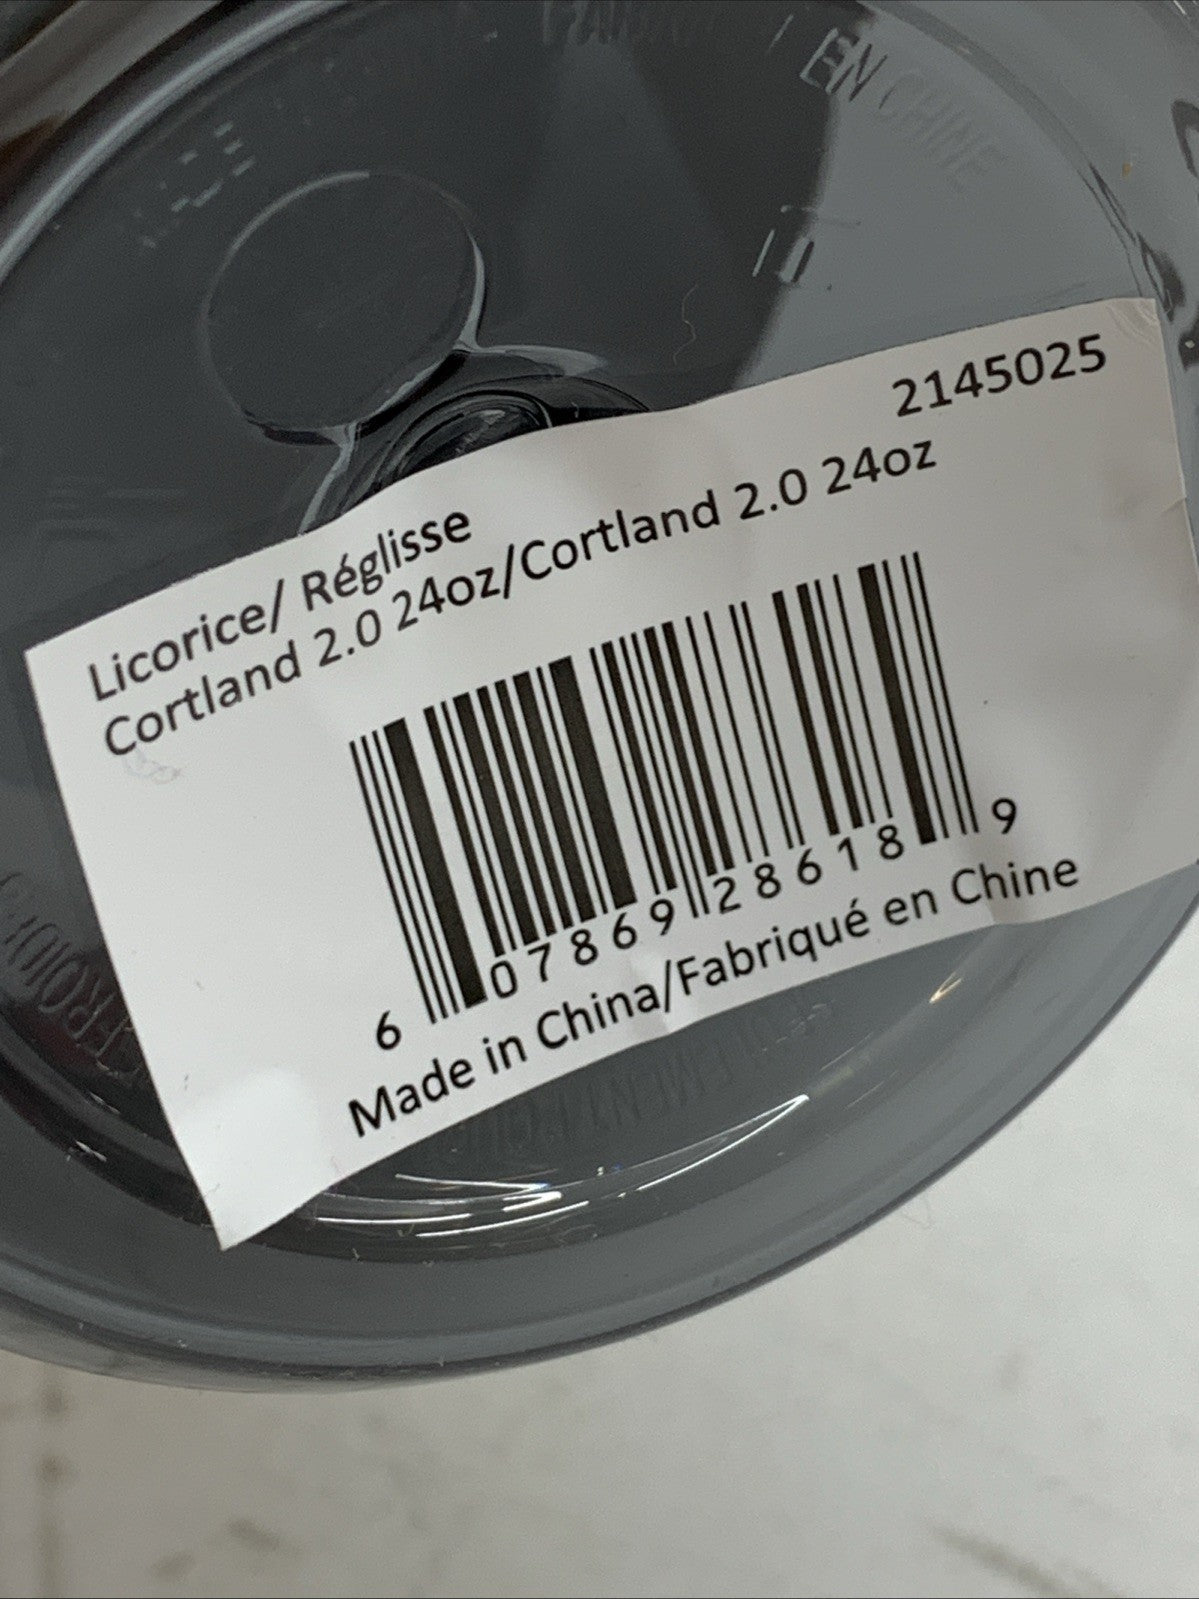 EN CHINE
2145025
Licorice/ Réglisse
Cortland 2.0 24oz/Cortland 2.0 24oz
6 07869 28618 9
Made in China/Fabriqué en Chine